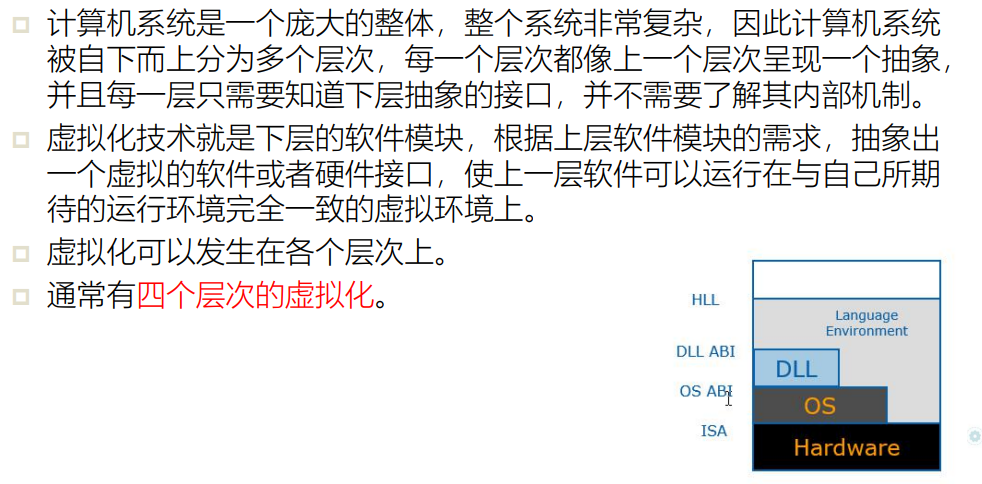 计算机系统是一个庞大的整体，整个系统非常复杂，因此计算机系统
被自下而上分为多个层次，每一个层次都像上一个层次呈现一个抽象，
并且每一层只需要知道下层抽象的接口，并不需要了解其内部机制。
虚拟化技术就是下层的软件模块，根据上层软件模块的需求，抽象出
一个虚拟的软件或者硬件接口，使上一层软件可以运行在与自己所期
待的运行环境完全一致的虚拟环境上。
虚拟化可以发生在各个层次上。
通常有四个层次的虚拟化。
HLL
Language
Environment
DLL ABI
DLL
OS ABI
OS
ISA
Hardware